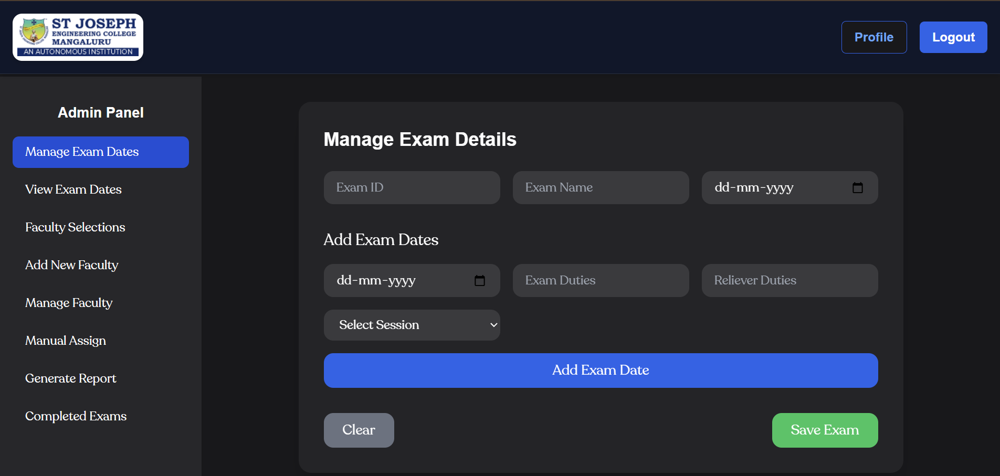 ST JOSEPH
ENGINEERING COLLEGE
MANGALURU
AN AUTONOMOUS INSTITUTION
Profile
Logout
Admin Panel
Manage Exam Dates
View Exam Dates
Faculty Selections
Add New Faculty
Manage Faculty
Manual Assign
Generate Report
Completed Exams
Manage Exam Details
Exam ID
Exam Name
dd-mm-yyyy
Add Exam Dates
dd-mm-yyyy
Exam Duties
Reliever Duties
Select Session
Add Exam Date
Clear
Save Exam